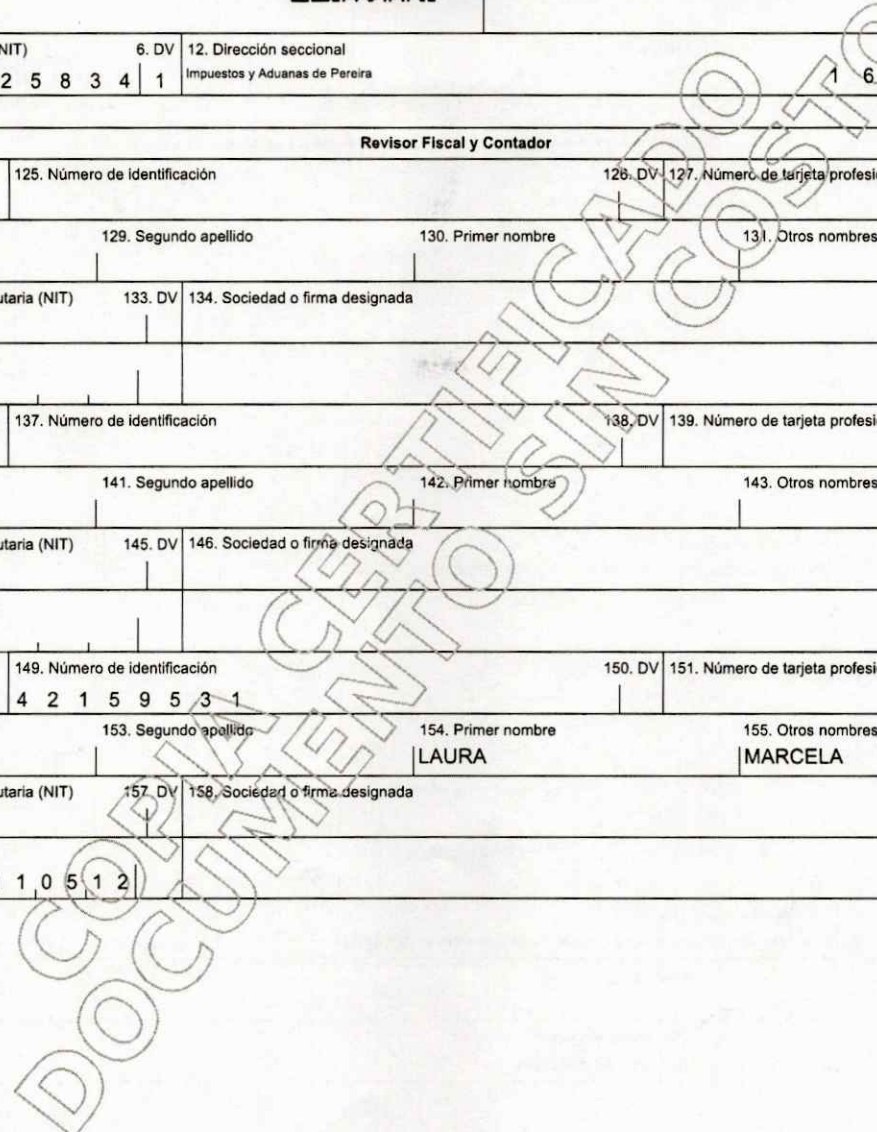 NIT) 6. DV 12. Dirección seccional
2 5 8 3 4 1 Impuestos y Aduanas de Pereira 1 6
Revisor Fiscal y Contador
125. Número de identificación 126. DV 127. Número de tarjeta profesi
129. Segundo apellido 130. Primer nombre 131. Otros nombres
utaria (NIT) 133. DV 134. Sociedad o firma designada
137. Número de identificación 138. DV 139. Número de tarjeta profesi
141. Segundo apellido 142. Primer nombre 143. Otros nombres
utaria (NIT) 145. DV 146. Sociedad o firma designada
149. Número de identificación 150. DV 151. Número de tarjeta profesi
4 2 1 5 9 5 3 1
153. Segundo apellido 154. Primer nombre 155. Otros nombres
LAURA MARCELA
utaria (NIT) 157. DV 158. Sociedad o firma designada
1 0 5 1 2
COPIA CERTIFICADO
DOCUMENTO SIN COSTO